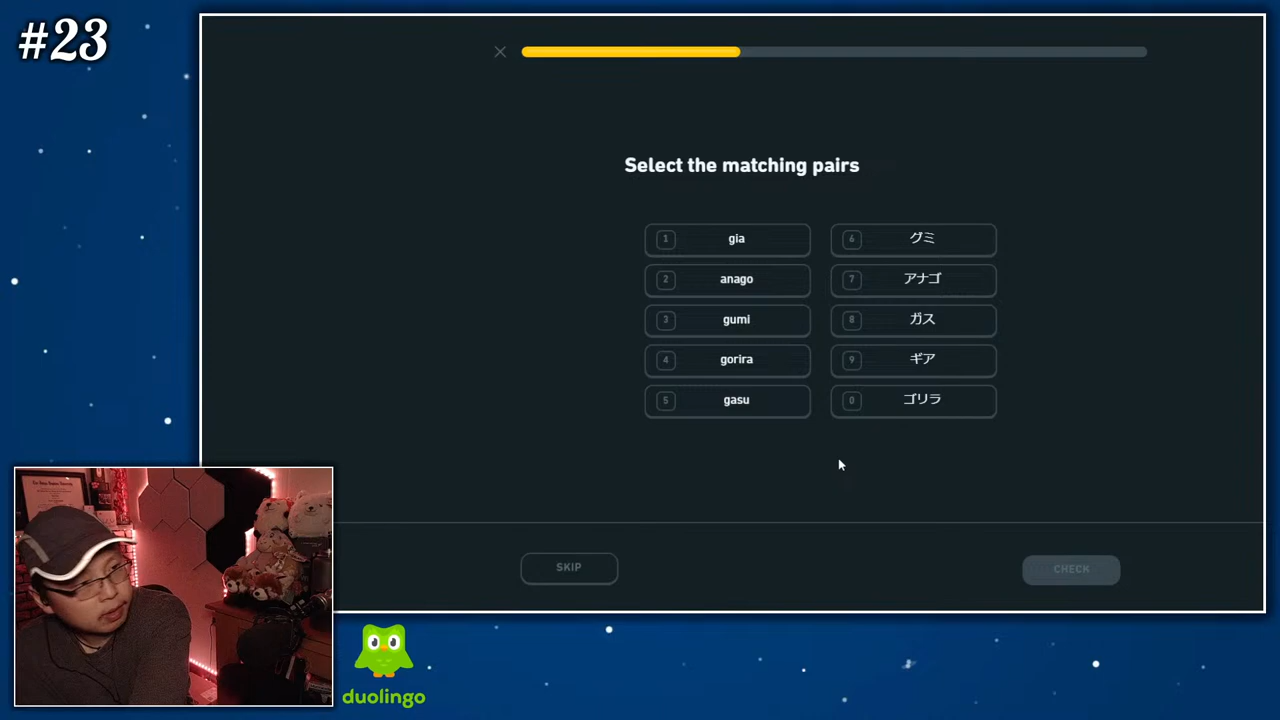 #23
Select the matching pairs
1 gia
6 グミ
2 anago
7 アナゴ
3 gumi
8 ガス
4 gorira
9 ギア
5 gasu
0 ゴリラ
SKIP
CHECK
duolingo